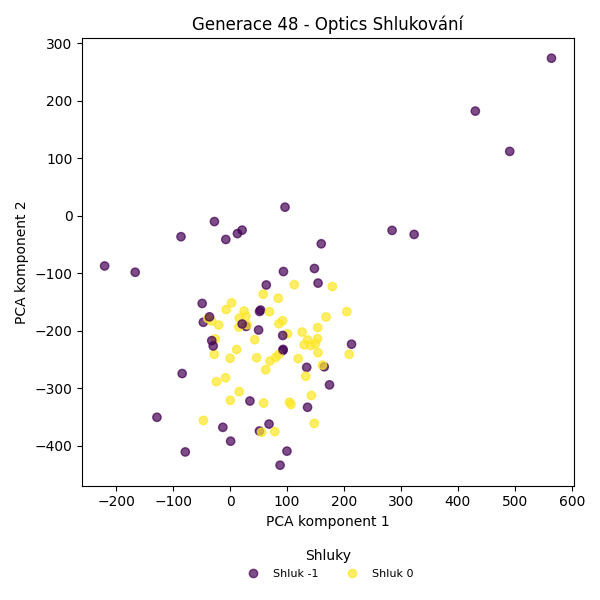 Generace 48 - Optics Shlukování
300
200
100
0
−100
−200
−300
−400
PCA komponent 2
−200 −100 0 100 200 300 400 500 600
PCA komponent 1
Shluky
Shluk -1 Shluk 0